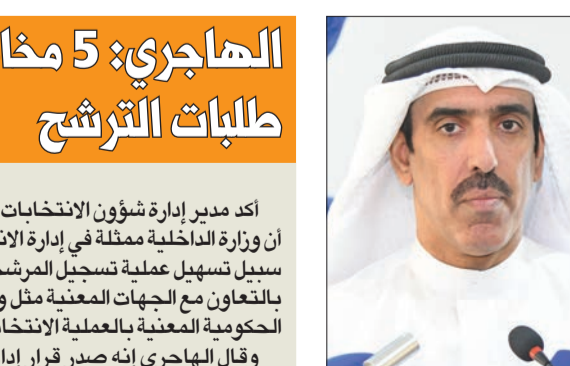 الهاجري: 5 مخا
طلبات الترشح
أكد مدير إدارة شؤون الانتخابات
أن وزارة الداخلية ممثلة في إدارة الانت
سبيل تسهيل عملية تسجيل المرشح
بالتعاون مع الجهات المعنية مثل و
الحكومية المعنية بالعملية الانتخا
وقال الهاجري إنه صدر قرار إدا